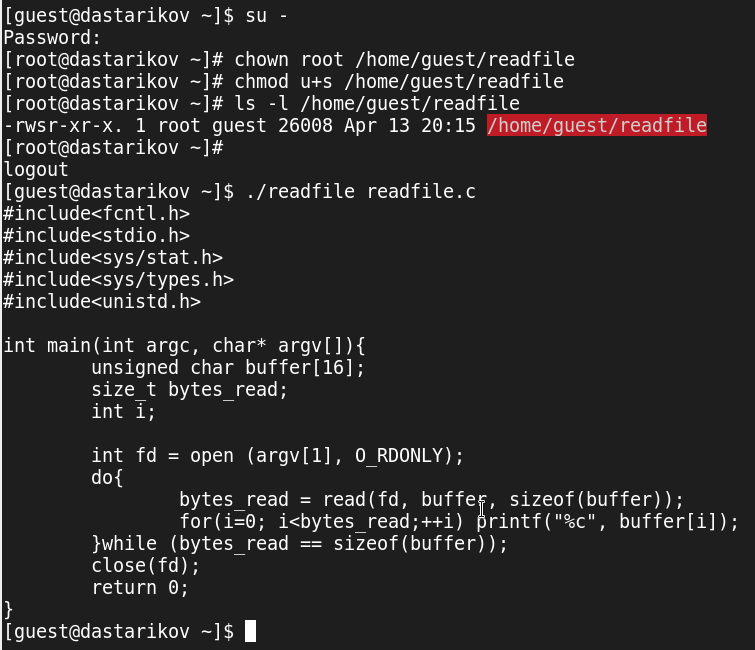 [guest@dastarikov ~]$ su -
Password:
[root@dastarikov ~]# chown root /home/guest/readfile
[root@dastarikov ~]# chmod u+s /home/guest/readfile
[root@dastarikov ~]# ls -l /home/guest/readfile
-rwsr-xr-x. 1 root guest 26008 Apr 13 20:15 /home/guest/readfile
[root@dastarikov ~]#
logout
[guest@dastarikov ~]$ ./readfile readfile.c
#include<fcntl.h>
#include<stdio.h>
#include<sys/stat.h>
#include<sys/types.h>
#include<unistd.h>

int main(int argc, char* argv[]){
        unsigned char buffer[16];
        size_t bytes_read;
        int i;

        int fd = open (argv[1], O_RDONLY);
        do{
                bytes_read = read(fd, buffer, sizeof(buffer));
                for(i=0; i<bytes_read;++i) printf("%c", buffer[i]);
        }while (bytes_read == sizeof(buffer));
        close(fd);
        return 0;
}
[guest@dastarikov ~]$